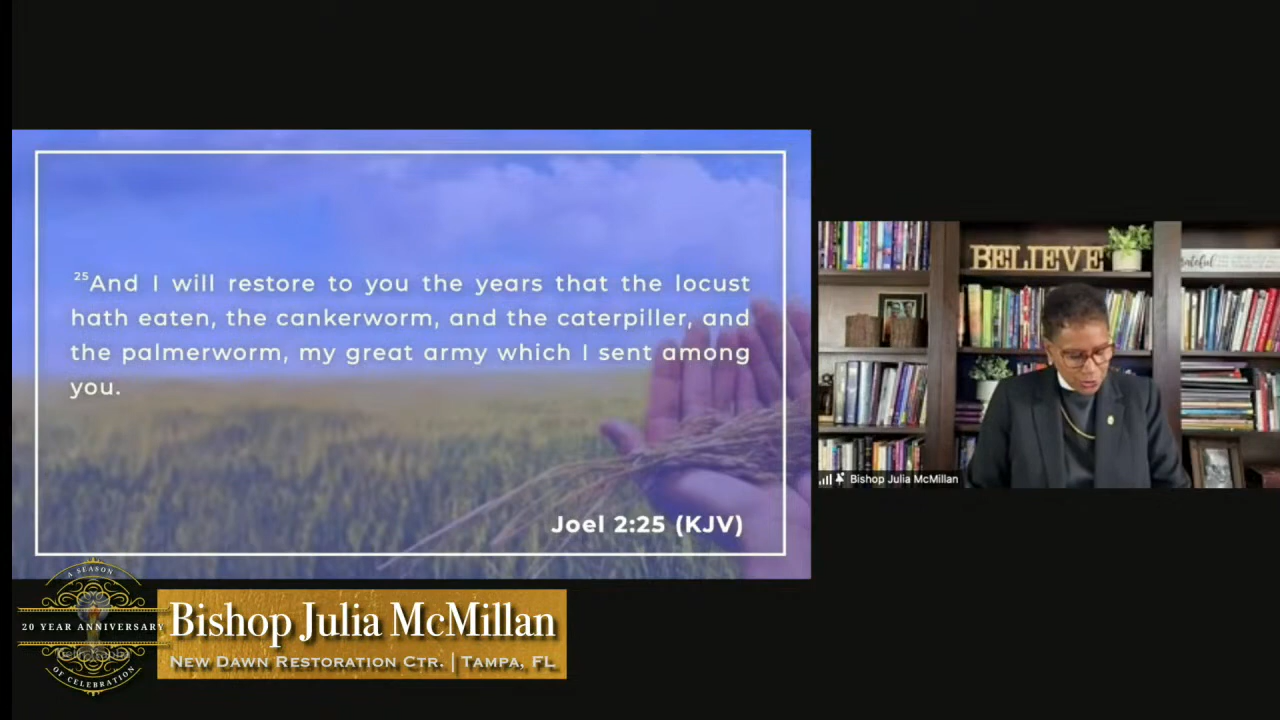 25And I will restore to you the years that the locust
hath eaten, the cankerworm, and the caterpiller, and
the palmerworm, my great army which I sent among
you.
Joel 2:25 (KJV)
BELIEVE
grateful
Bishop Julia McMillan
A SEASON
20 YEAR ANNIVERSARY
OF CELEBRATION
Bishop Julia McMillan
New Dawn Restoration Ctr. | Tampa, FL